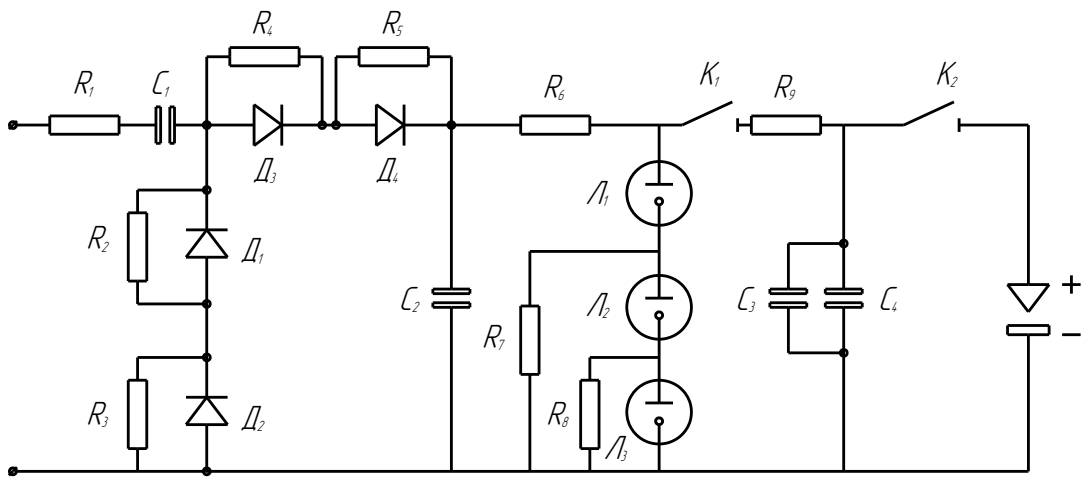 R₄ R₅
R₁ C₁ R₆ K₁ R₉ K₂
Д₃ Д₄
Л₁
R₂ Д₁
C₂ Л₂ C₃ C₄ +
R₇ −
R₃ Д₂ R₈
Л₃